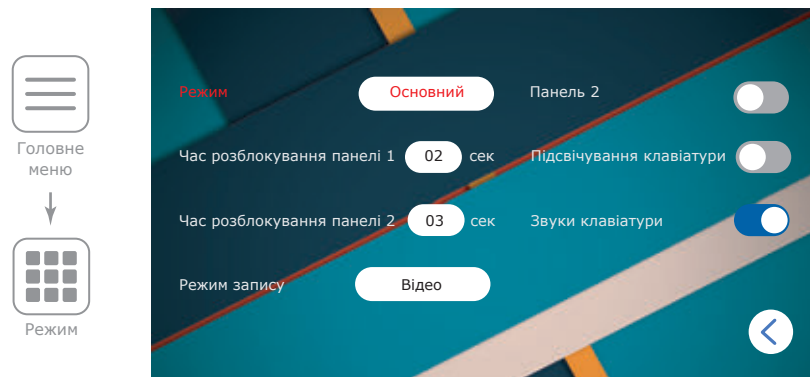 Головне
меню
Режим
Режим Основний Панель 2
Час розблокування панелі 1 02 сек Підсвічування клавіатури
Час розблокування панелі 2 03 сек Звуки клавіатури
Режим запису Відео